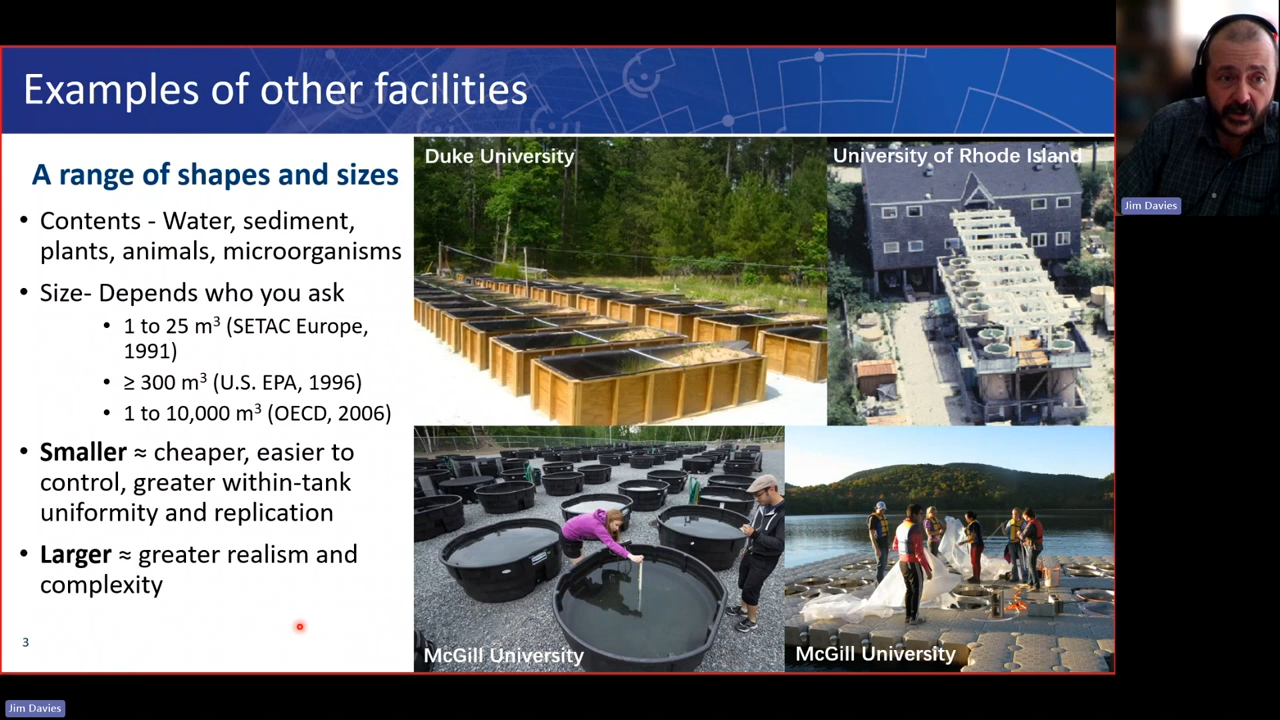 Examples of other facilities
A range of shapes and sizes
• Contents - Water, sediment,
plants, animals, microorganisms
• Size- Depends who you ask
• 1 to 25 m³ (SETAC Europe,
1991)
• ≥ 300 m³ (U.S. EPA, 1996)
• 1 to 10,000 m³ (OECD, 2006)
• Smaller ≈ cheaper, easier to
control, greater within-tank
uniformity and replication
• Larger ≈ greater realism and
complexity
3
Duke University
University of Rhode Island
McGill University
McGill University
Jim Davies
Jim Davies